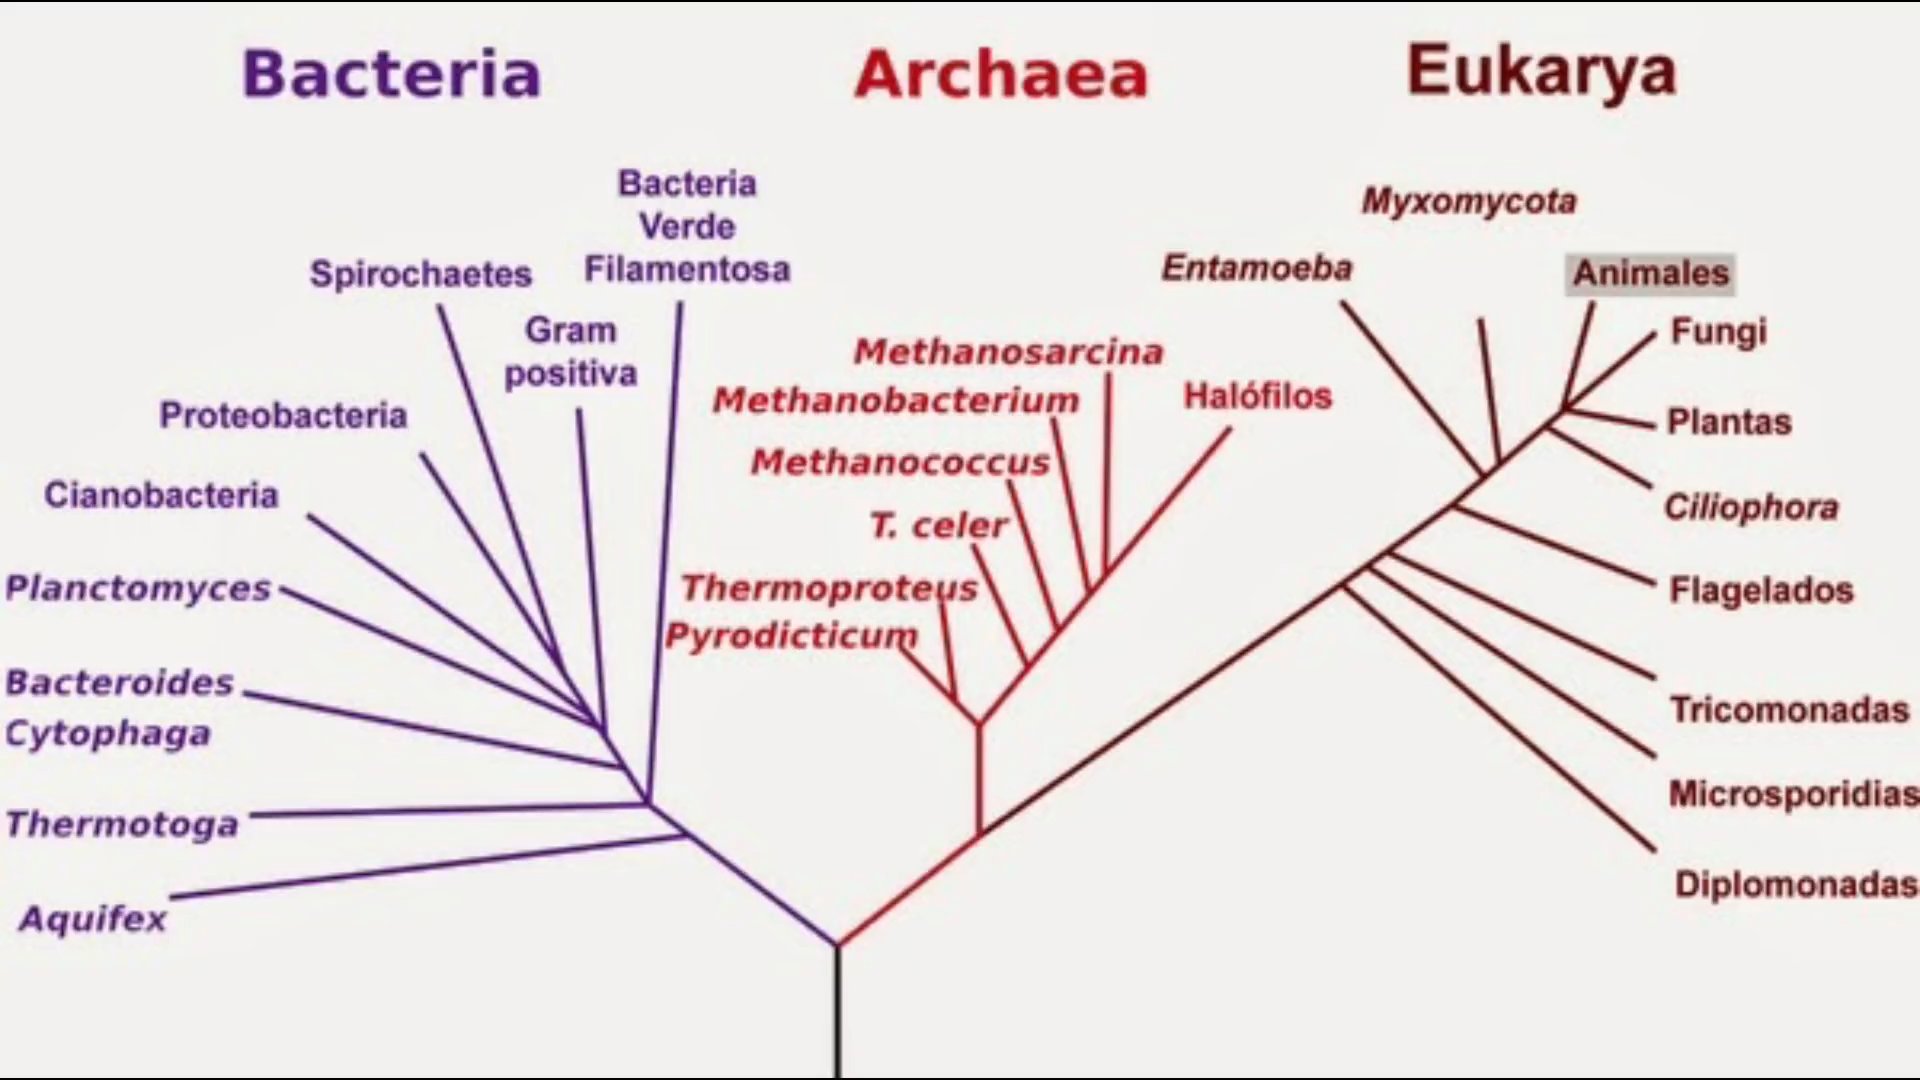 Bacteria
Archaea
Eukarya
Bacteria
Verde
Filamentosa
Spirochaetes
Gram
positiva
Proteobacteria
Cianobacteria
Planctomyces
Bacteroides
Cytophaga
Thermotoga
Aquifex
Methanosarcina
Methanobacterium
Halófilos
Methanococcus
T. celer
Thermoproteus
Pyrodicticum
Myxomycota
Entamoeba
Animales
Fungi
Plantas
Ciliophora
Flagelados
Tricomonadas
Microsporidias
Diplomonadas